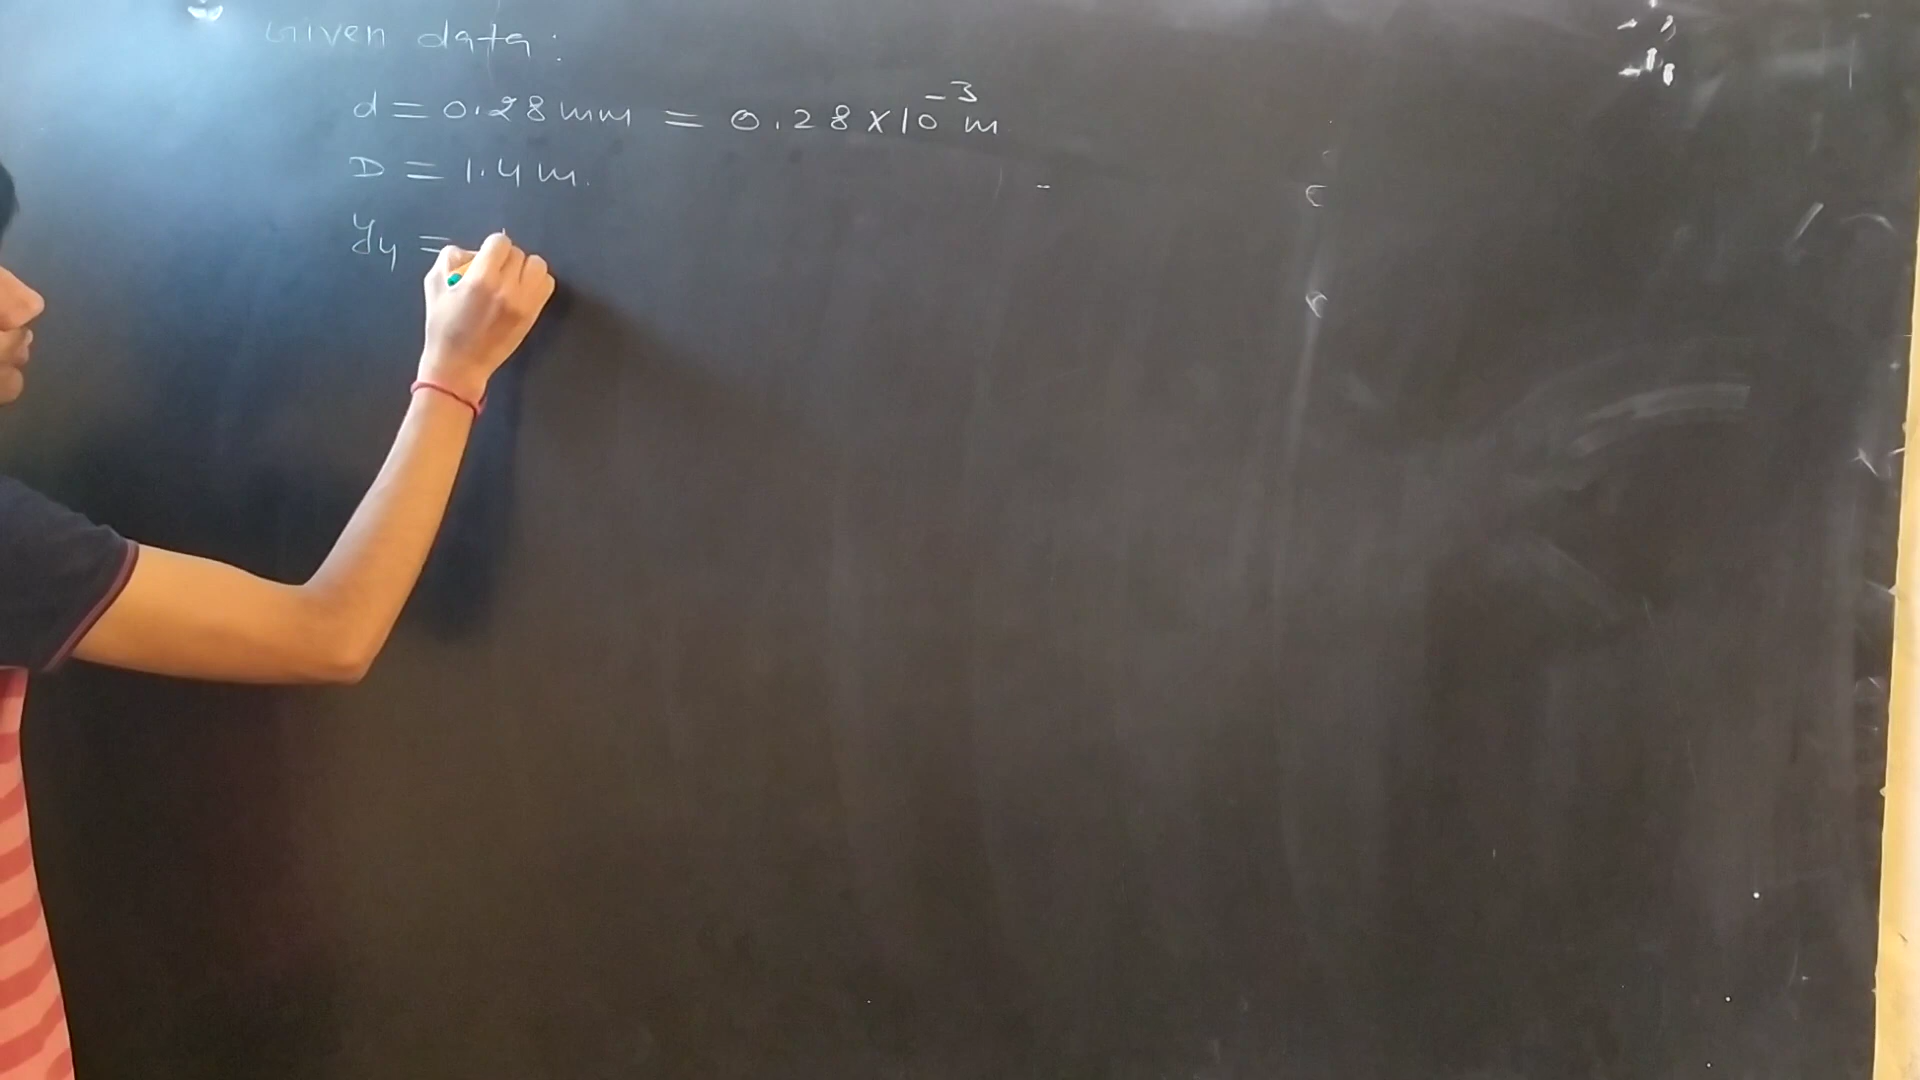 Given data:
d = 0.28 mm = 0.28 × 10⁻³ m
D = 1.4 m.
y₄ =